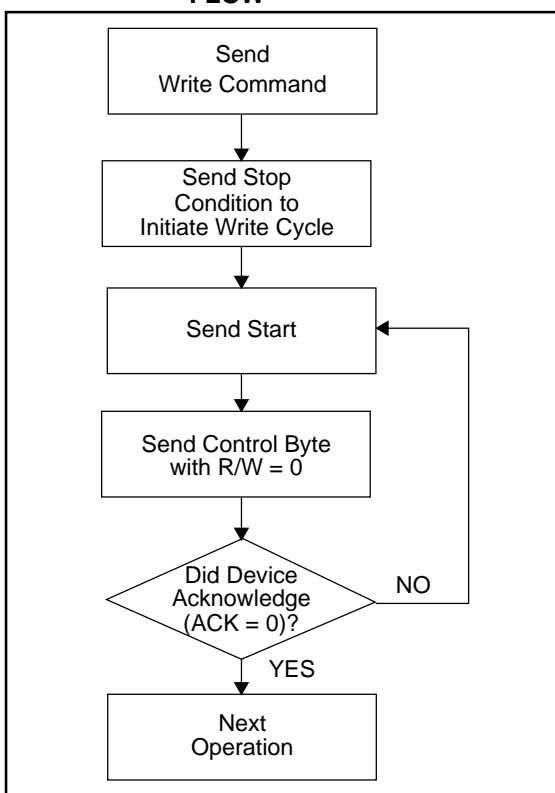 FLOW
Send
Write Command
Send Stop
Condition to
Initiate Write Cycle
Send Start
Send Control Byte
with R/W = 0
Did Device
Acknowledge
(ACK = 0)?
NO
YES
Next
Operation